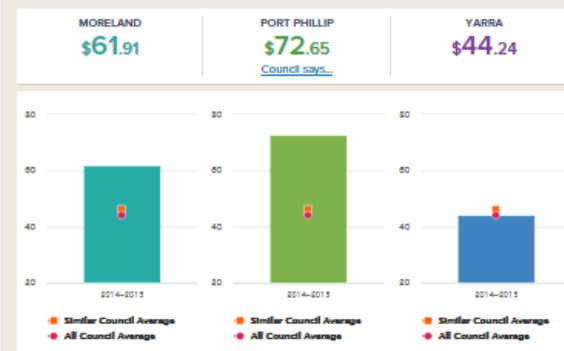 MORELAND
$61.91
PORT PHILLIP
$72.65
Council says...
YARRA
$44.24
80
60
40
20
2014-2015
Similar Council Average
All Council Average
80
60
40
20
2014-2015
Similar Council Average
All Council Average
80
60
40
20
2014-2015
Similar Council Average
All Council Average